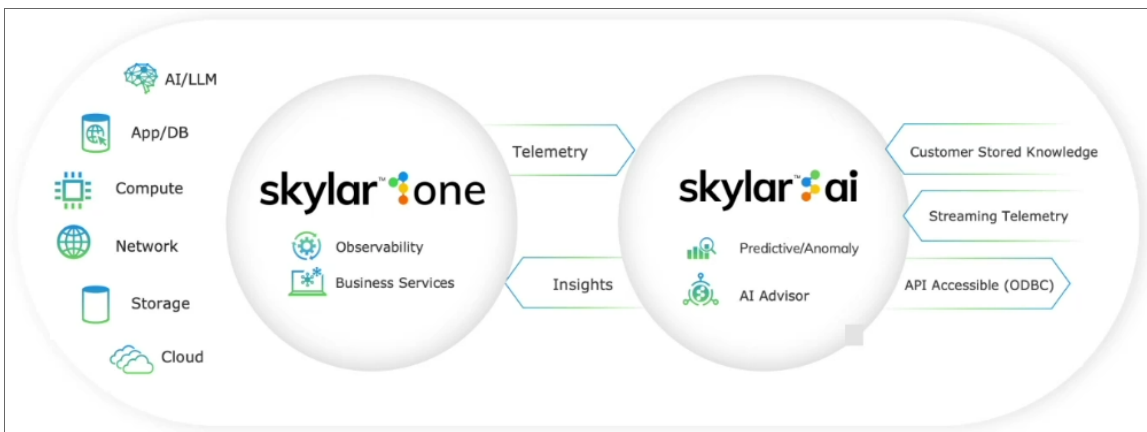 AI/LLM
App/DB
Compute
Network
Storage
Cloud
skylar™ one
Observability
Business Services
Telemetry
Insights
skylar™ ai
Predictive/Anomaly
AI Advisor
Customer Stored Knowledge
Streaming Telemetry
API Accessible (ODBC)